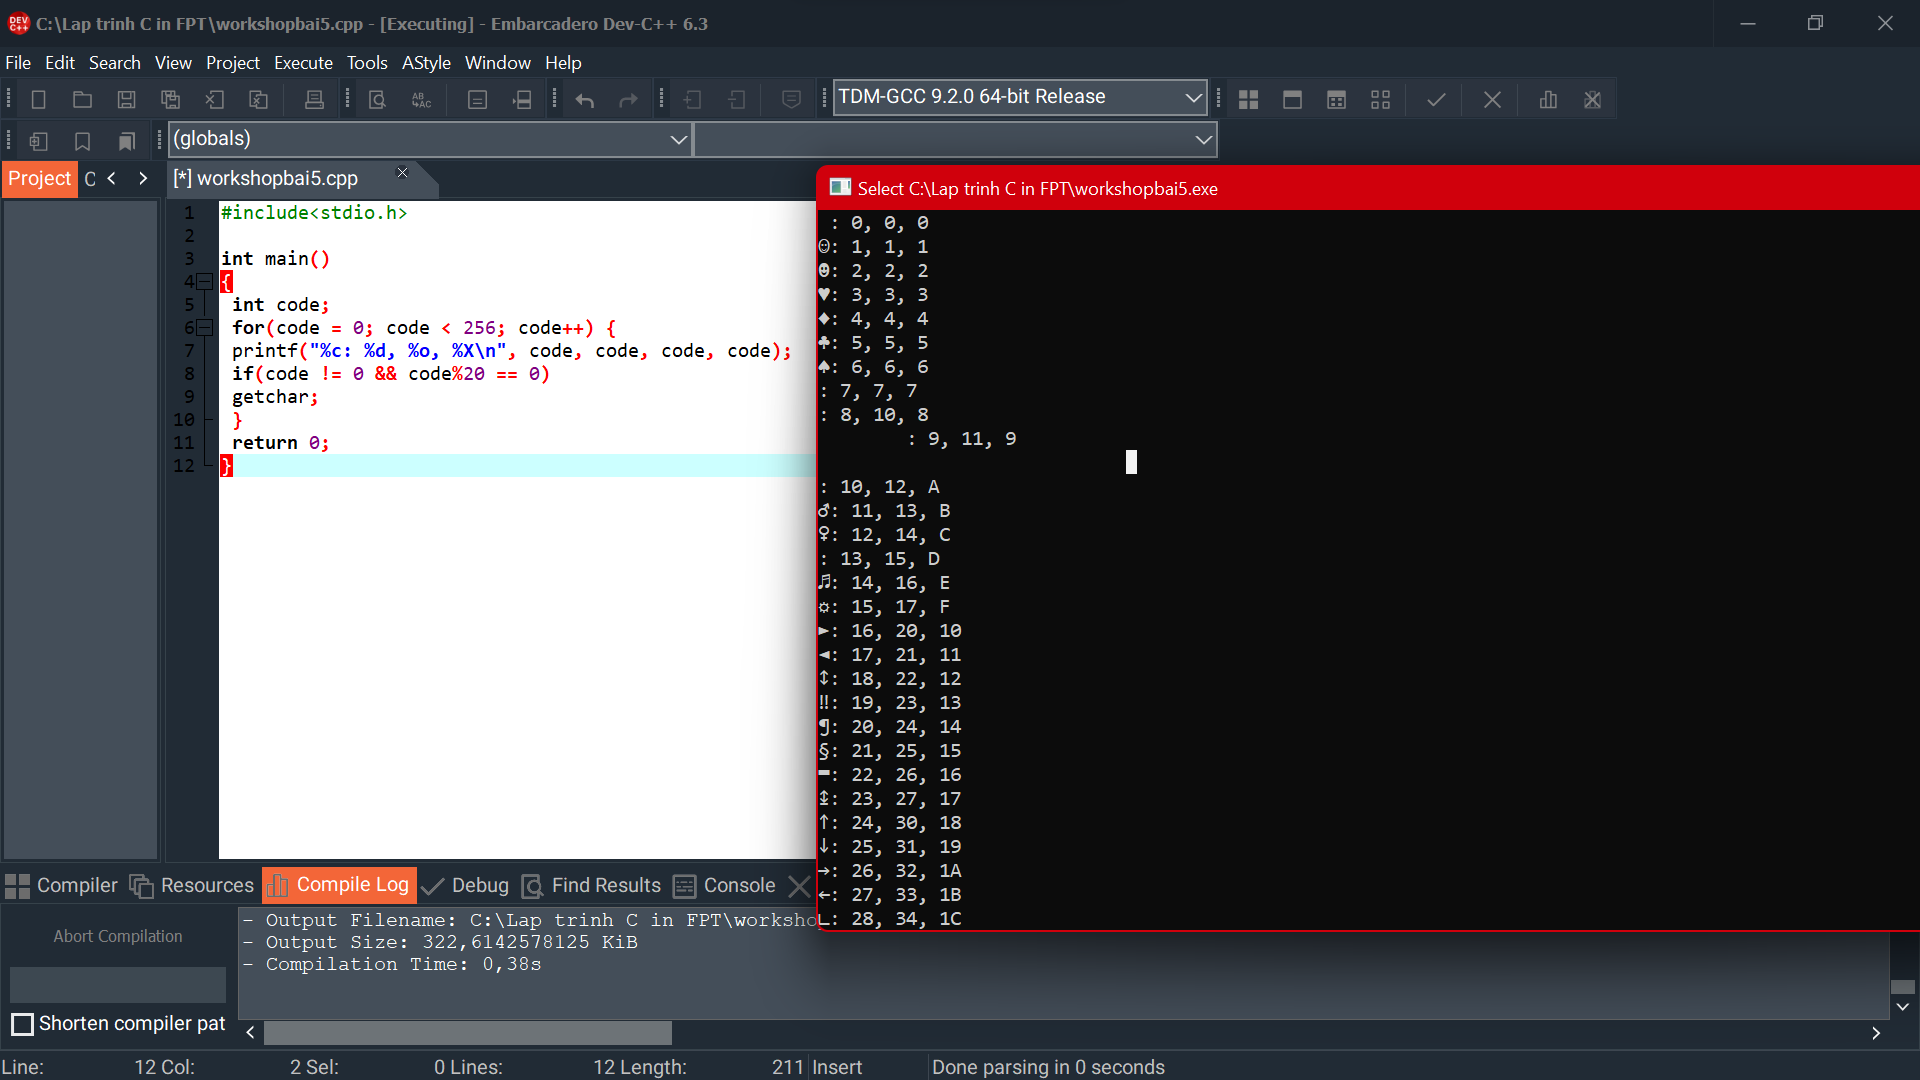 C:\Lap trinh C in FPT\workshopbai5.cpp - [Executing] - Embarcadero Dev-C++ 6.3
File Edit Search View Project Execute Tools AStyle Window Help
TDM-GCC 9.2.0 64-bit Release
(globals)
Project C < > [*] workshopbai5.cpp
1 #include<stdio.h>
2
3 int main()
4 {
5 int code;
6 for(code = 0; code < 256; code++) {
7 printf("%c: %d, %o, %X\n", code, code, code, code);
8 if(code != 0 && code%20 == 0)
9 getchar;
10 }
11 return 0;
12 }
Select C:\Lap trinh C in FPT\workshopbai5.exe
: 0, 0, 0
☺: 1, 1, 1
☻: 2, 2, 2
♥: 3, 3, 3
♦: 4, 4, 4
♣: 5, 5, 5
♠: 6, 6, 6
: 7, 7, 7
: 8, 10, 8
: 9, 11, 9
: 10, 12, A
♂: 11, 13, B
♀: 12, 14, C
: 13, 15, D
♫: 14, 16, E
☼: 15, 17, F
►: 16, 20, 10
◄: 17, 21, 11
↕: 18, 22, 12
‼: 19, 23, 13
¶: 20, 24, 14
§: 21, 25, 15
▬: 22, 26, 16
↨: 23, 27, 17
↑: 24, 30, 18
↓: 25, 31, 19
→: 26, 32, 1A
←: 27, 33, 1B
∟: 28, 34, 1C
Compiler Resources Compile Log Debug Find Results Console
Abort Compilation
Shorten compiler pat
- Output Filename: C:\Lap trinh C in FPT\worksho
- Output Size: 322,6142578125 KiB
- Compilation Time: 0,38s
Line: 12 Col: 2 Sel: 0 Lines: 12 Length: 211 Insert Done parsing in 0 seconds